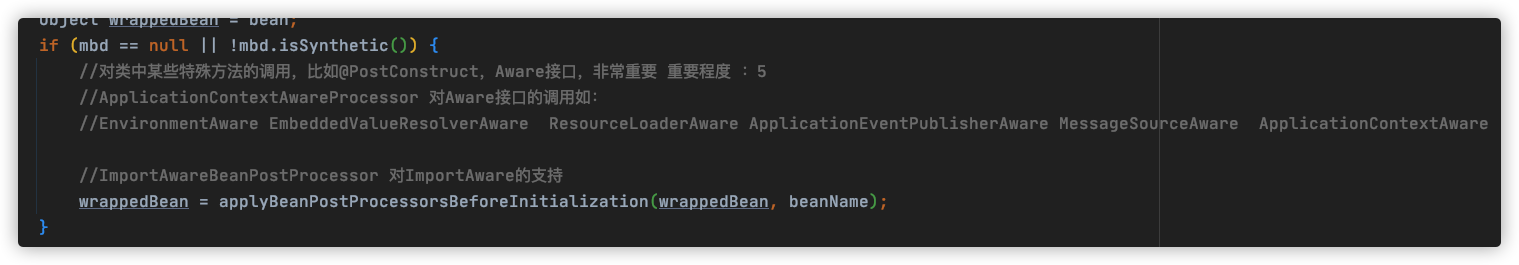 Object wrappedBean = bean;
if (mbd == null || !mbd.isSynthetic()) {
//对类中某些特殊方法的调用，比如@PostConstruct，Aware接口，非常重要 重要程度 ：5
//ApplicationContextAwareProcessor 对Aware接口的调用如：
//EnvironmentAware EmbeddedValueResolverAware  ResourceLoaderAware ApplicationEventPublisherAware MessageSourceAware  ApplicationContextAware
//ImportAwareBeanPostProcessor 对ImportAware的支持
wrappedBean = applyBeanPostProcessorsBeforeInitialization(wrappedBean, beanName);
}